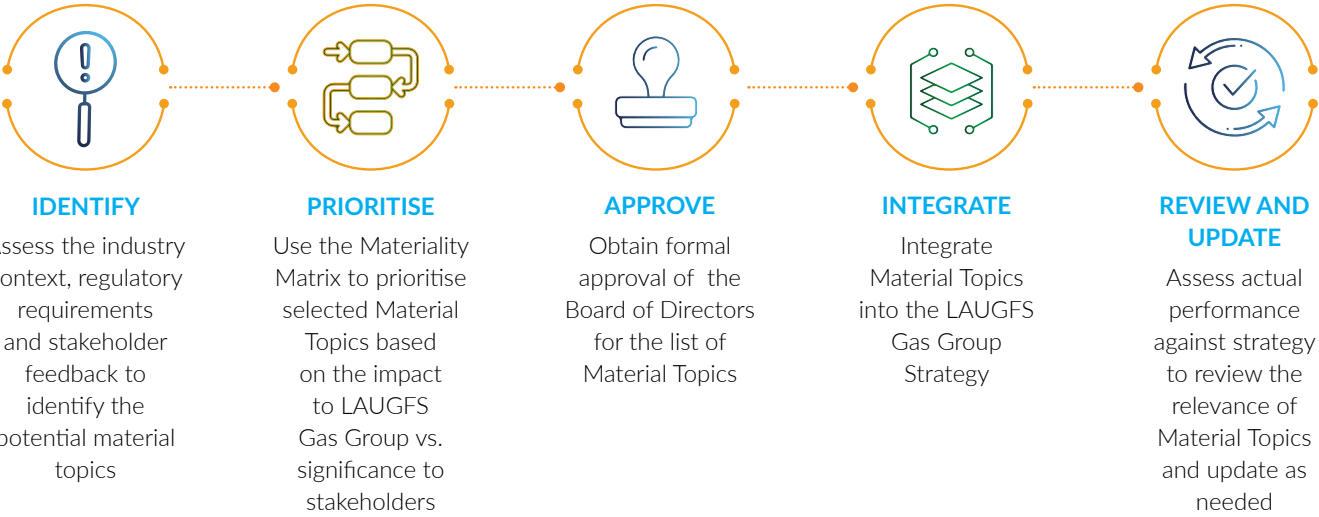 IDENTIFY
Assess the industry
context, regulatory
requirements
and stakeholder
feedback to
identify the
potential material
topics
PRIORITISE
Use the Materiality
Matrix to prioritise
selected Material
Topics based
on the impact
to LAUGFS
Gas Group vs.
significance to
stakeholders
APPROVE
Obtain formal
approval of the
Board of Directors
for the list of
Material Topics
INTEGRATE
Integrate
Material Topics
into the LAUGFS
Gas Group
Strategy
REVIEW AND
UPDATE
Assess actual
performance
against strategy
to review the
relevance of
Material Topics
and update as
needed